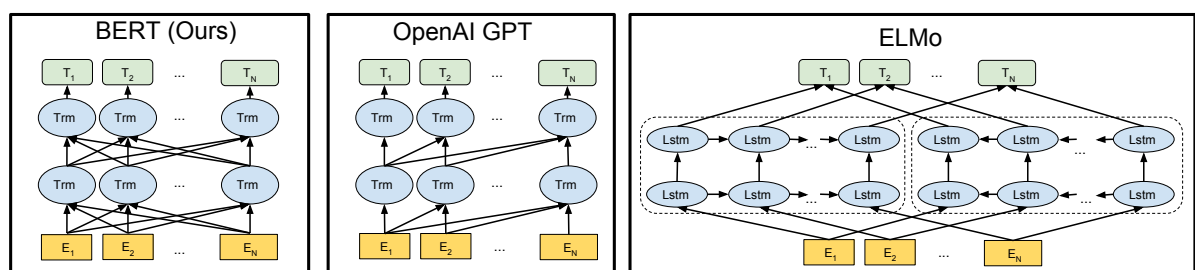 BERT (Ours)
T1 T2 ... TN
Trm Trm ... Trm
Trm Trm ... Trm
E1 E2 ... EN
OpenAI GPT
T1 T2 ... TN
Trm Trm ... Trm
Trm Trm ... Trm
E1 E2 ... EN
ELMo
T1 T2 ... TN
Lstm Lstm ... Lstm Lstm Lstm ... Lstm
Lstm Lstm ... Lstm Lstm Lstm ... Lstm
E1 E2 ... EN